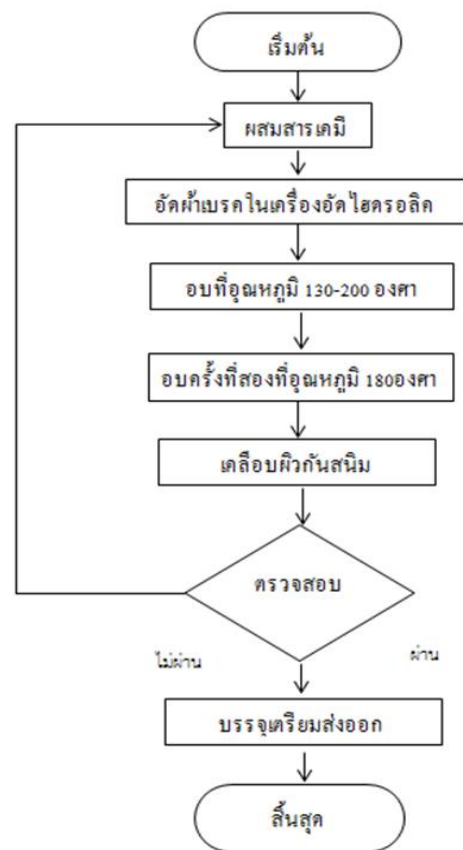 เริ่มต้น
ผสมสารเคมี
อัดผ้าเบรคในเครื่องอัดไฮดรอลิค
อบที่อุณหภูมิ 130-200 องศา
อบครั้งที่สองที่อุณหภูมิ 180องศา
เคลือบผิวกันสนิม
ตรวจสอบ
ไม่ผ่าน
ผ่าน
บรรจุเตรียมส่งออก
สิ้นสุด